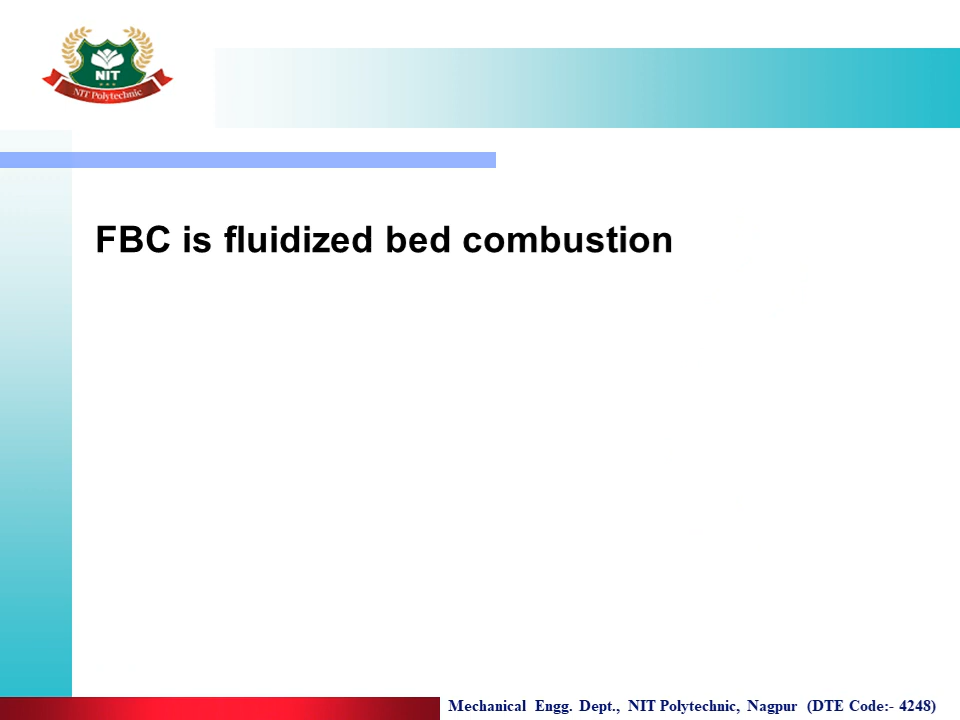 NIT
NIT Polytechnic
FBC is fluidized bed combustion
Mechanical Engg. Dept., NIT Polytechnic, Nagpur (DTE Code:- 4248)